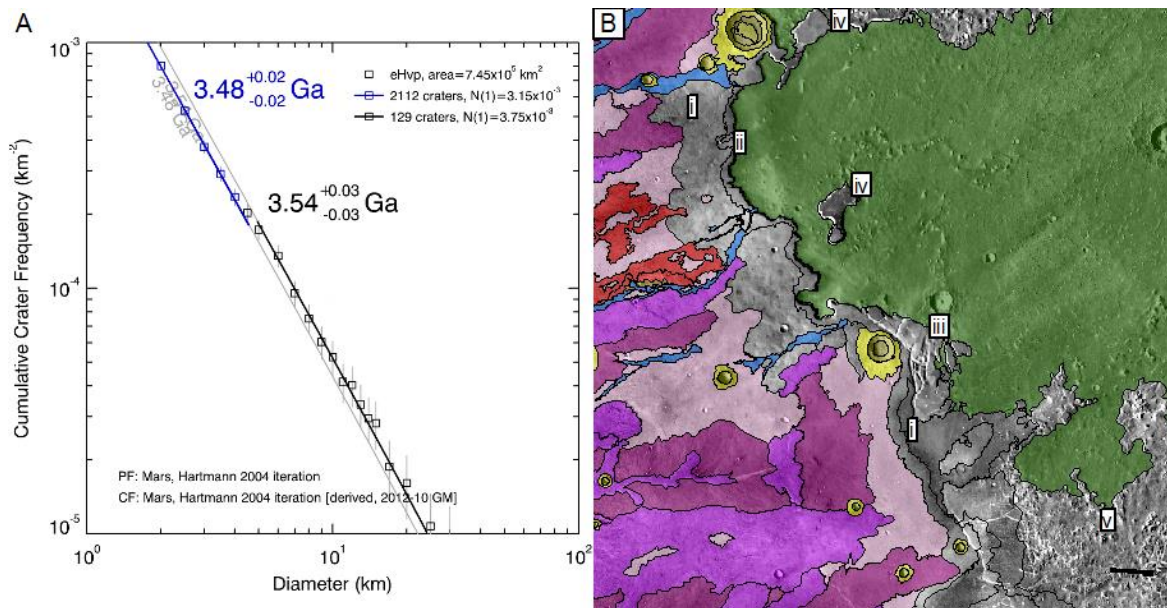 A
B
10⁻³
10⁻⁴
10⁻⁵
Cumulative Crater Frequency (km⁻²)
3.48 +0.02 -0.02 Ga
3.48 Ga
3.54 +0.03 -0.03 Ga
eHvp, area=7.45x10⁵ km²
2112 craters, N(1)=3.15x10⁻³
129 craters, N(1)=3.75x10⁻³
PF: Mars, Hartmann 2004 iteration
CF: Mars, Hartmann 2004 iteration [derived, 2012-10 GM]
10⁰
10¹
10²
Diameter (km)
iv
i
ii
iv
iii
i
v